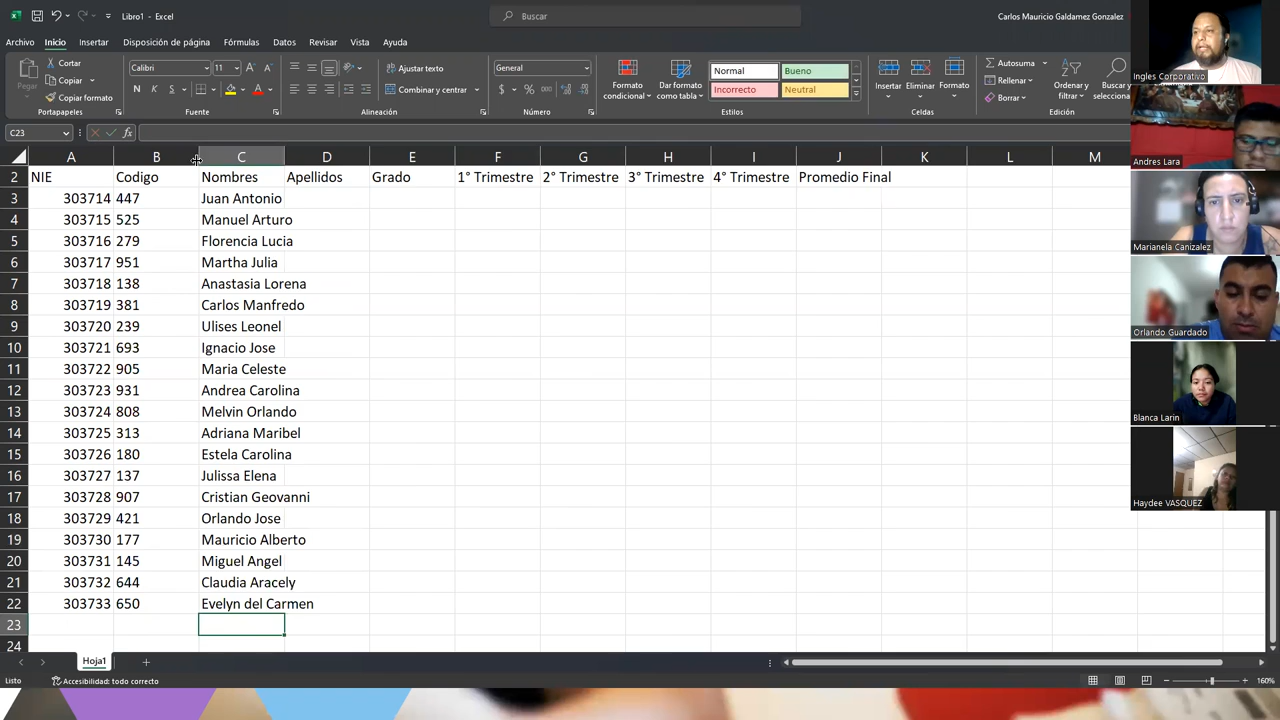 Libro1 - Excel
Buscar
Carlos Mauricio Galdamez Gonzalez
Archivo Inicio Insertar Disposición de página Fórmulas Datos Revisar Vista Ayuda
Pegar
Cortar
Copiar
Copiar formato
Portapapeles
Calibri 11
N K S
Fuente
Ajustar texto
Combinar y centrar
Alineación
General
Número
Formato condicional
Dar formato como tabla
Normal Bueno
Incorrecto Neutral
Estilos
Insertar Eliminar Formato
Celdas
Autosuma
Rellenar
Borrar
Ordenar y filtrar
Buscar y selecciona
Edición
C23
A B C D E F G H I J K L M
2 NIE Codigo Nombres Apellidos Grado 1° Trimestre 2° Trimestre 3° Trimestre 4° Trimestre Promedio Final
3 303714 447 Juan Antonio
4 303715 525 Manuel Arturo
5 303716 279 Florencia Lucia
6 303717 951 Martha Julia
7 303718 138 Anastasia Lorena
8 303719 381 Carlos Manfredo
9 303720 239 Ulises Leonel
10 303721 693 Ignacio Jose
11 303722 905 Maria Celeste
12 303723 931 Andrea Carolina
13 303724 808 Melvin Orlando
14 303725 313 Adriana Maribel
15 303726 180 Estela Carolina
16 303727 137 Julissa Elena
17 303728 907 Cristian Geovanni
18 303729 421 Orlando Jose
19 303730 177 Mauricio Alberto
20 303731 145 Miguel Angel
21 303732 644 Claudia Aracely
22 303733 650 Evelyn del Carmen
23
24
Hoja1
Listo
Accesibilidad: todo correcto
160%
Ingles Corporativo
Andres Lara
Marianela Canizalez
Orlando Guardado
Blanca Larin
Haydee VASQUEZ